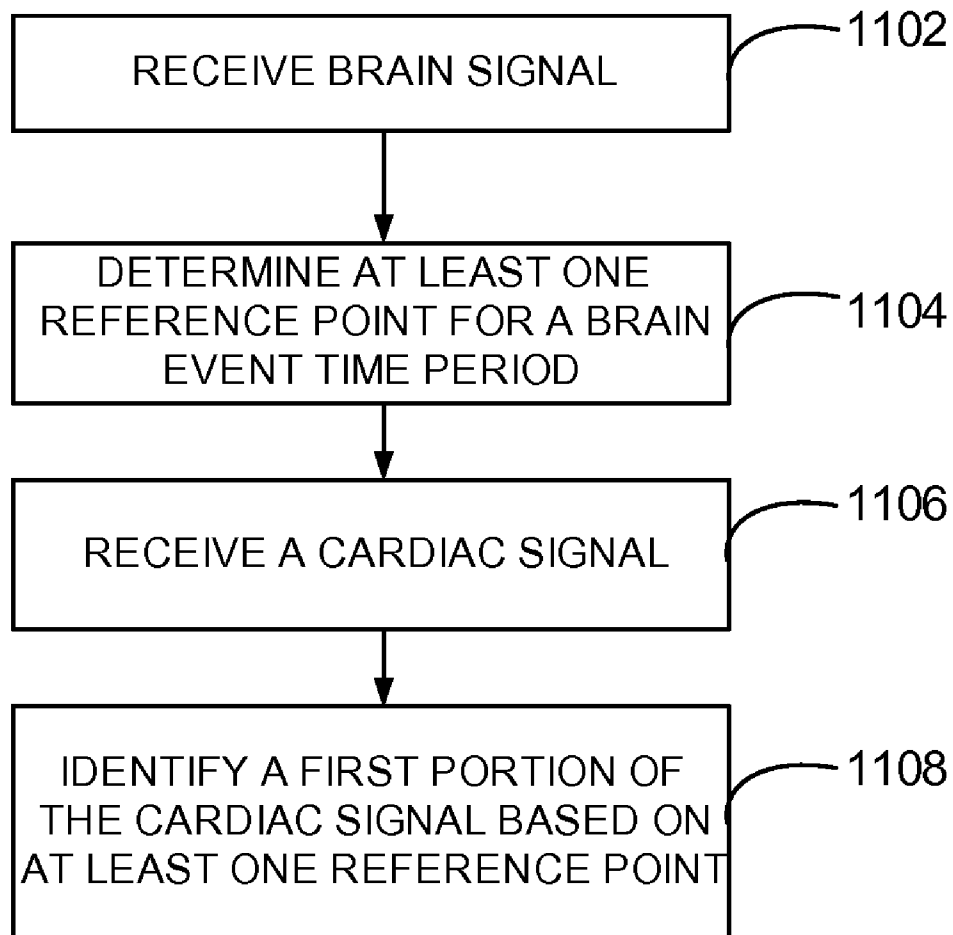 RECEIVE BRAIN SIGNAL
1102
DETERMINE AT LEAST ONE
REFERENCE POINT FOR A BRAIN
EVENT TIME PERIOD
1104
RECEIVE A CARDIAC SIGNAL
1106
IDENTIFY A FIRST PORTION OF
THE CARDIAC SIGNAL BASED ON
AT LEAST ONE REFERENCE POINT
1108